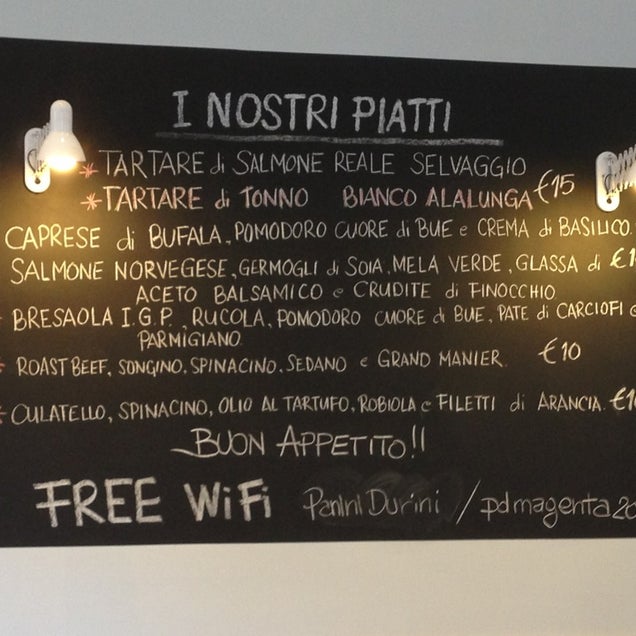 I NOSTRI PIATTI
* TARTARE di SALMONE REALE SELVAGGIO
* TARTARE di TONNO BIANCO ALALUNGA €15
CAPRESE di BUFALA, POMODORO CUORE di BUE e CREMA di BASILICO.
SALMONE NORVEGESE, GERMOGLI di SOIA, MELA VERDE, GLASSA di
ACETO BALSAMICO e CRUDITE di FINOCCHIO
BRESAOLA I.G.P., RUCOLA, POMODORO CUORE di BUE, PATE di CARCIOFI e
PARMIGIANO.
* ROAST BEEF, SONGINO, SPINACINO, SEDANO e GRAND MANIER. €10
* CULATELLO, SPINACINO, OLIO AL TARTUFO, ROBIOLA e FILETTI di ARANCIA.
BUON APPETITO!!
FREE WiFi Panini Durini / pdmagenta20